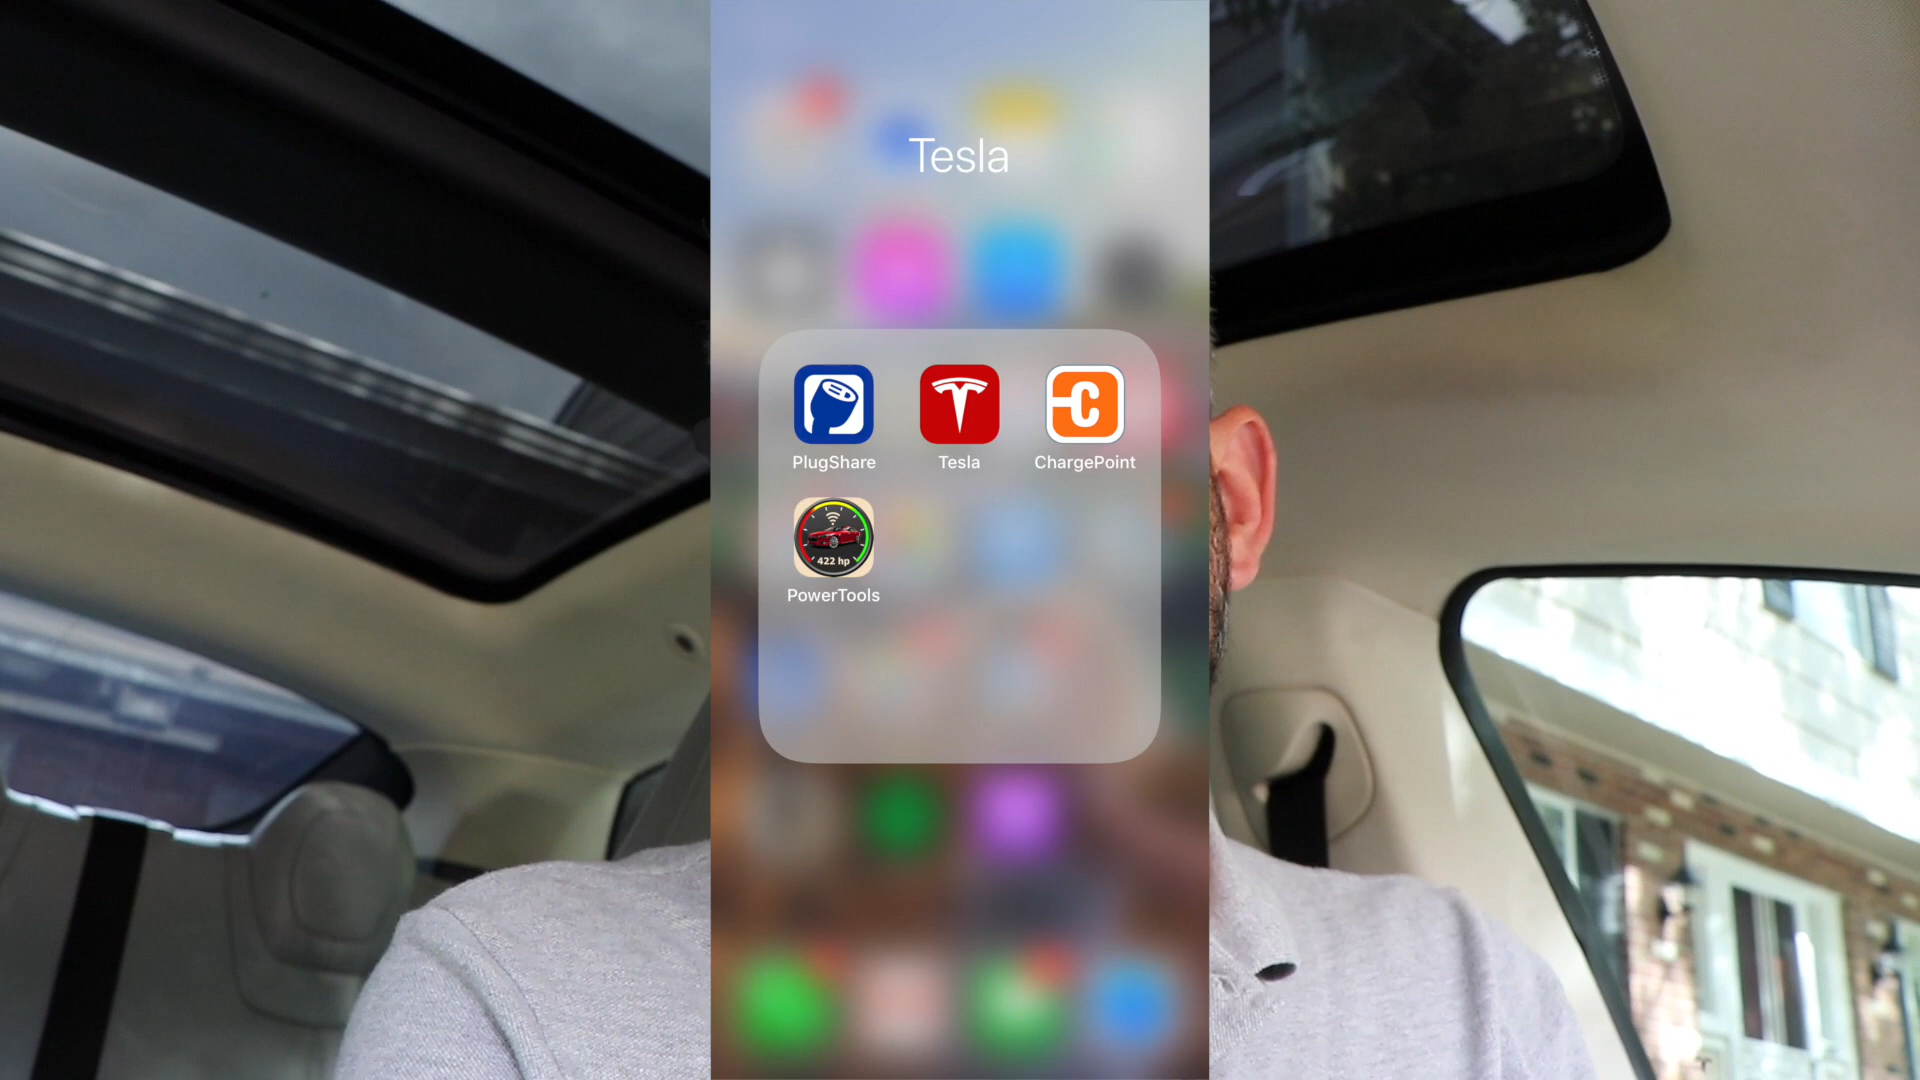 Tesla
PlugShare
Tesla
ChargePoint
422 hp
PowerTools